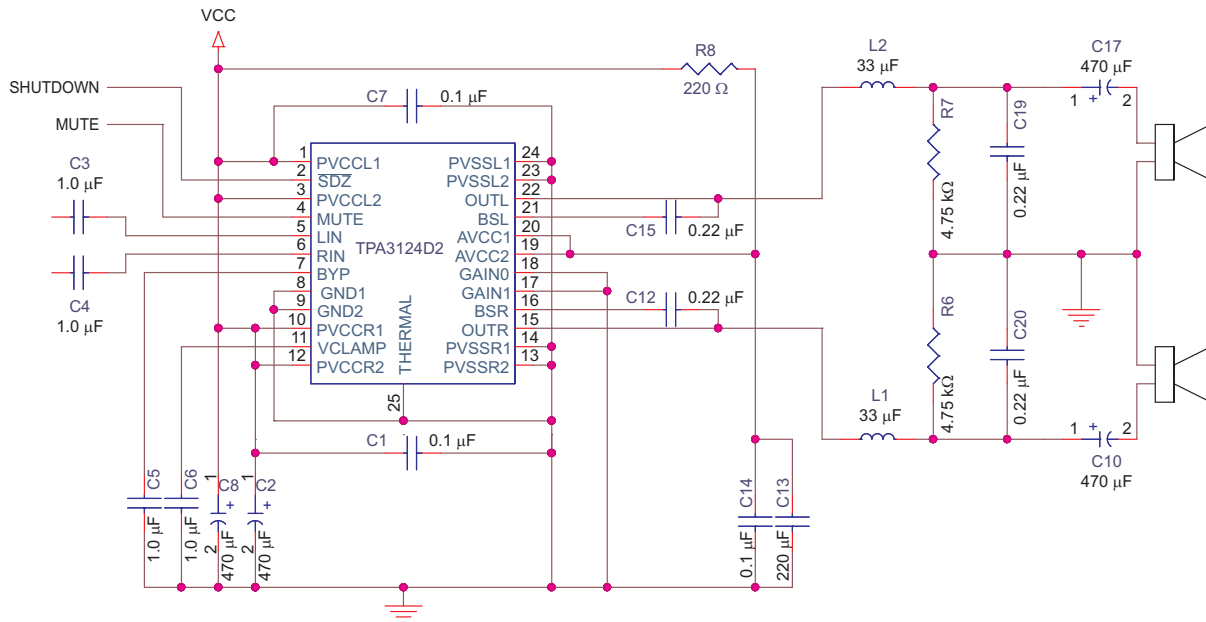 VCC
SHUTDOWN
MUTE
C3
1.0 µF
C4
1.0 µF
C7
0.1 µF
R8
220 Ω
L2
33 µF
C17
470 µF
1
+
2
R7
4.75 kΩ
C19
0.22 µF
1
PVCCL1
2
SDZ
3
PVCCL2
4
MUTE
5
LIN
6
RIN
7
BYP
8
GND1
9
GND2
10
PVCCR1
11
VCLAMP
12
PVCCR2
TPA3124D2
THERMAL
25
24
PVSSL1
23
PVSSL2
22
OUTL
21
BSL
20
AVCC1
19
AVCC2
18
GAIN0
17
GAIN1
16
BSR
15
OUTR
14
PVSSR1
13
PVSSR2
C15
0.22 µF
C12
0.22 µF
R6
4.75 kΩ
C20
0.22 µF
L1
33 µF
1
+
2
C10
470 µF
C1
0.1 µF
C5
1.0 µF
C6
1.0 µF
1
C8
+
2
470 µF
1
C2
+
2
470 µF
C14
0.1 µF
C13
220 µF